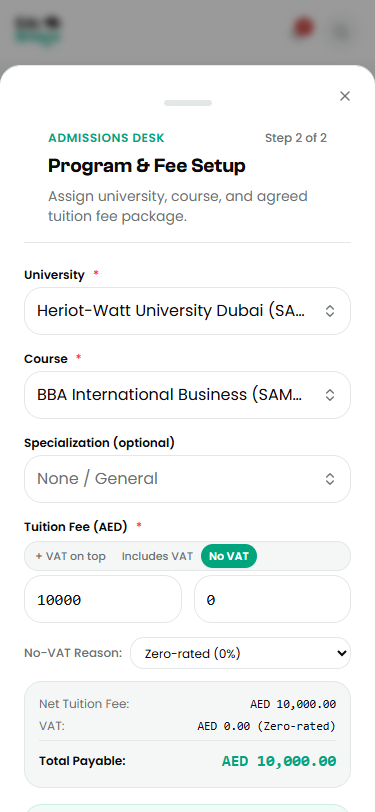 ADMISSIONS DESK
Step 2 of 2
Program & Fee Setup
Assign university, course, and agreed
tuition fee package.
University *
Heriot-Watt University Dubai (SA...
Course *
BBA International Business (SAM...
Specialization (optional)
None / General
Tuition Fee (AED) *
+ VAT on top Includes VAT No VAT
10000 0
No-VAT Reason: Zero-rated (0%)
Net Tuition Fee: AED 10,000.00
VAT: AED 0.00 (Zero-rated)
Total Payable: AED 10,000.00